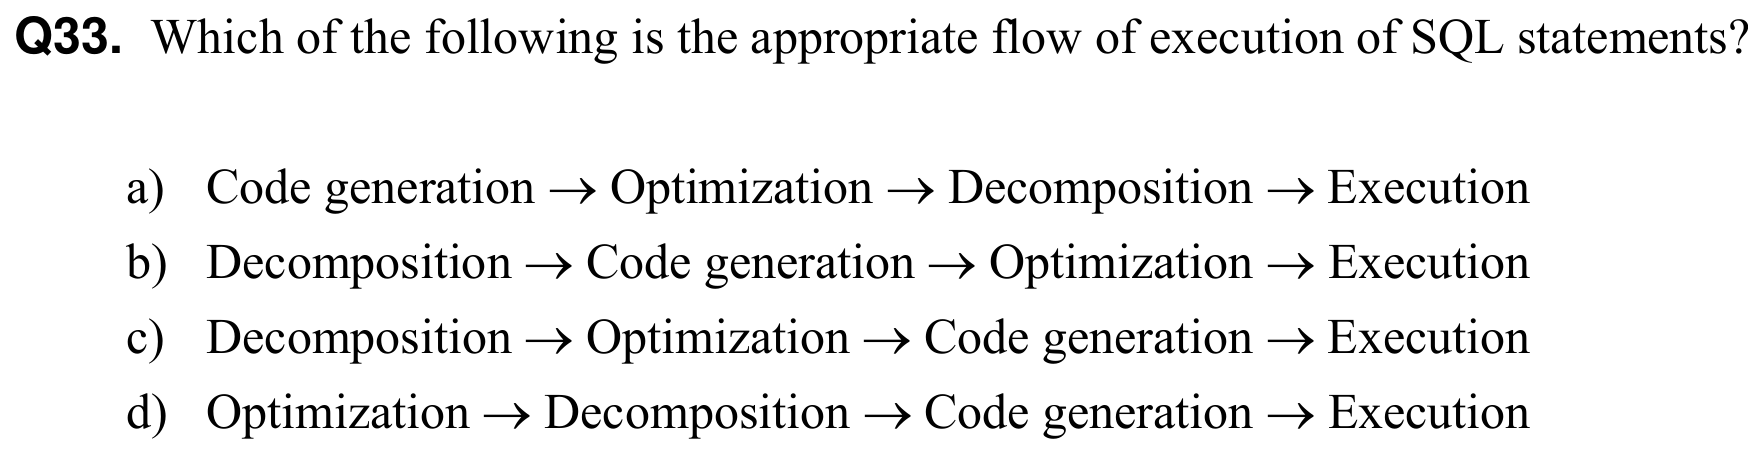 Q33. Which of the following is the appropriate flow of execution of SQL statements?
a) Code generation → Optimization → Decomposition → Execution
b) Decomposition → Code generation → Optimization → Execution
c) Decomposition → Optimization → Code generation → Execution
d) Optimization → Decomposition → Code generation → Execution